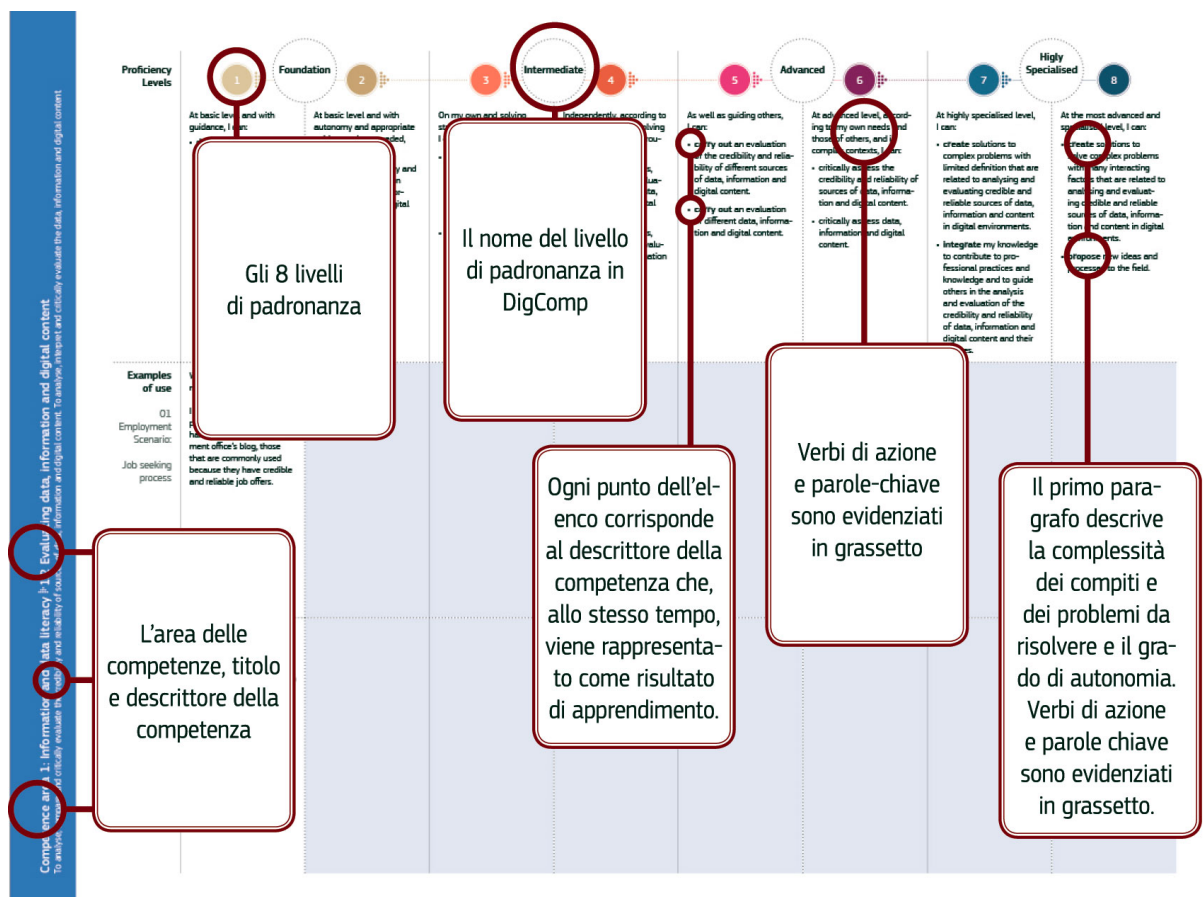 Proficiency
Levels
1
Foundation
2
3
Intermediate
4
5
Advanced
6
7
Higly
Specialised
8
At basic level and with
guidance, I can:
At basic level and with
autonomy and appropriate
On my own and solving
Independently, according to
As well as guiding others,
I can:
• carry out an evaluation
of the credibility and relia-
bility of different sources
of data, information and
digital content.
• carry out an evaluation
of different data, informa-
tion and digital content.
At advanced level, accord-
ing to my own needs and
those of others, and in
complex contexts, I can:
• critically assess the
credibility and reliability of
sources of data, informa-
tion and digital content.
• critically assess data,
information and digital
content.
At highly specialised level,
I can:
• create solutions to
complex problems with
limited definition that are
related to analysing and
evaluating credible and
reliable sources of data,
information and content
in digital environments.
• Integrate my knowledge
to contribute to pro-
fessional practices and
knowledge and to guide
others in the analysis
and evaluation of the
credibility and reliability
of data, information and
digital content and their
At the most advanced and
specialised level, I can:
• create solutions to
solve complex problems
with many interacting
factors that are related to
analysing and evaluat-
ing credible and reliable
sources of data, informa-
tion and content in digital
environments.
• propose new ideas and
processes to the field.
Gli 8 livelli
di padronanza
Il nome del livello
di padronanza in
DigComp
Examples
of use
01
Employment
Scenario:
Job seeking
process
ment office's blog, those
that are commonly used
because they have credible
and reliable job offers.
Verbi di azione
e parole-chiave
sono evidenziati
in grassetto
Ogni punto dell'el-
enco corrisponde
al descrittore della
competenza che,
allo stesso tempo,
viene rappresenta-
to come risultato
di apprendimento.
Il primo para-
grafo descrive
la complessità
dei compiti e
dei problemi da
risolvere e il gra-
do di autonomia.
Verbi di azione
e parole chiave
sono evidenziati
in grassetto.
L'area delle
competenze, titolo
e descrittore della
competenza
Competence area 1: Information and data literacy 1.2 Evaluating data, information and digital content
To analyse, compare and critically evaluate the credibility and reliability of sources of data, information and digital content. To analyse, interpret and critically evaluate the data, information and digital content